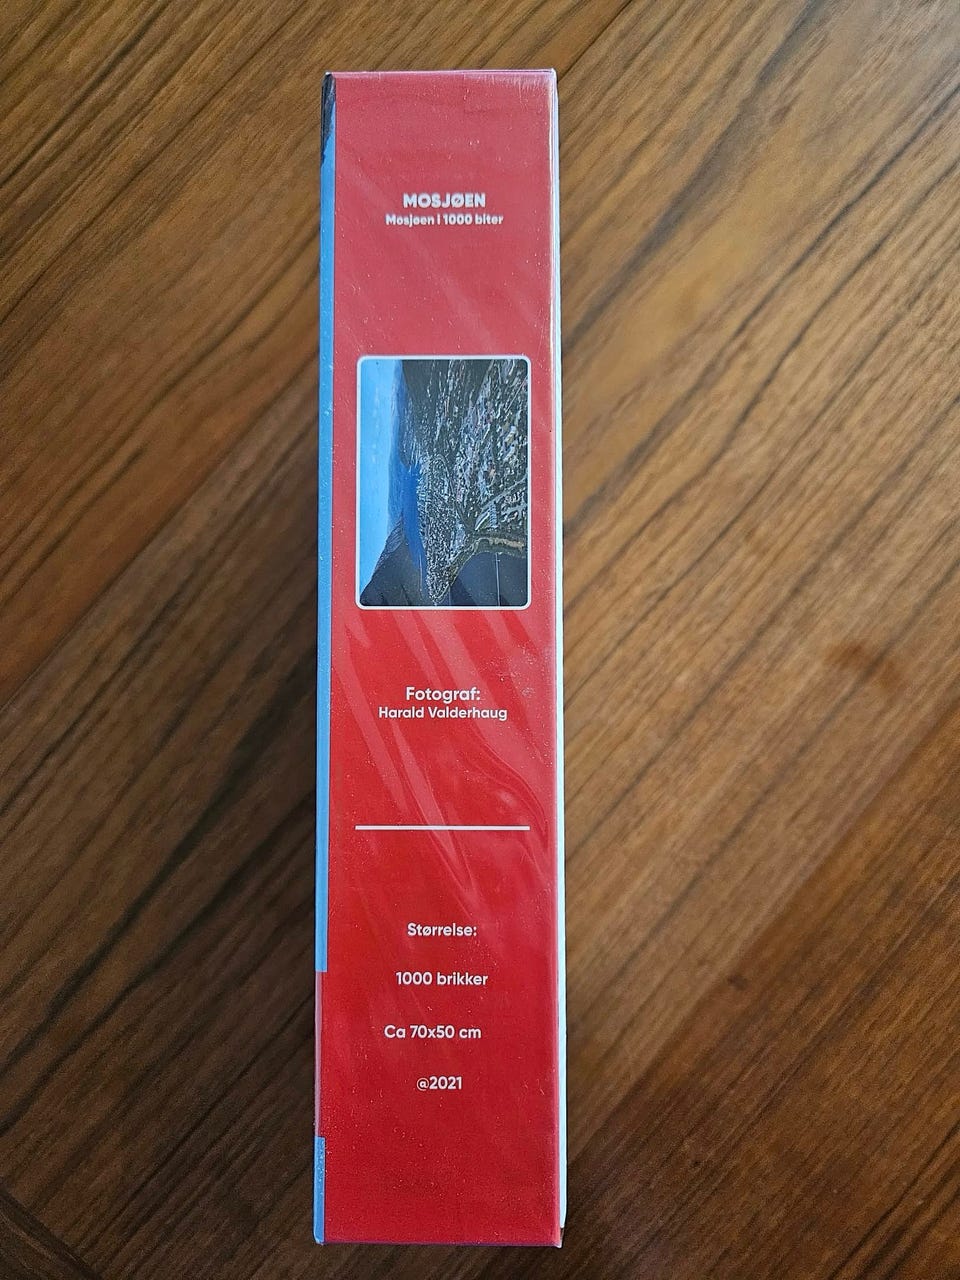 MOSJØEN
Mosjøen i 1000 biter
Fotograf:
Harald Valderhaug
Størrelse:
1000 brikker
Ca 70x50 cm
@2021